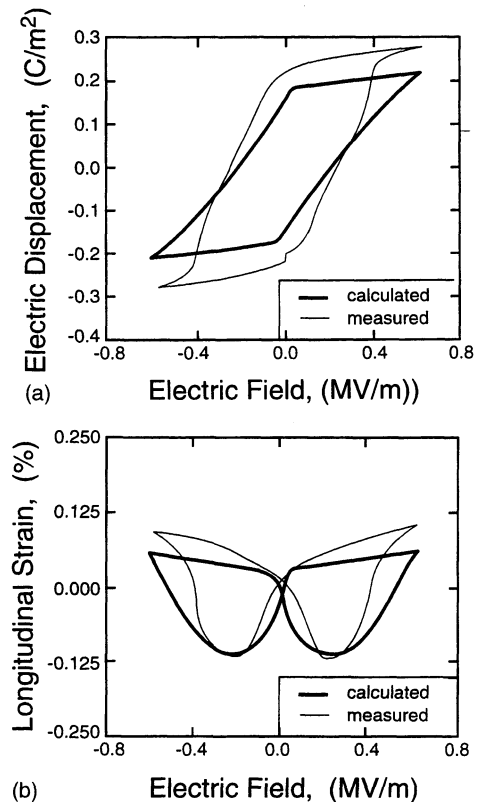 (a)
Electric Displacement, (C/m²)
0.3
0.2
0.1
0.0
-0.1
-0.2
-0.3
-0.4
calculated
measured
-0.8
-0.4
0.0
0.4
0.8
Electric Field, (MV/m))
(b)
Longitudinal Strain, (%)
0.250
0.125
0.000
-0.125
-0.250
calculated
measured
-0.8
-0.4
0.0
0.4
0.8
Electric Field, (MV/m)